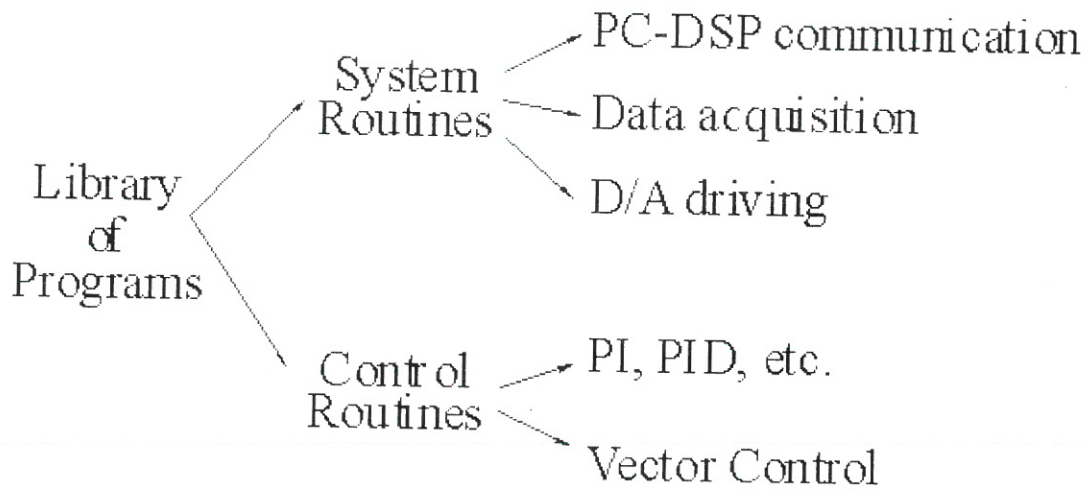 PC-DSP communication
System
Routines
Data acquisition
D/A driving
Library
of
Programs
Control
Routines
PI, PID, etc.
Vector Control